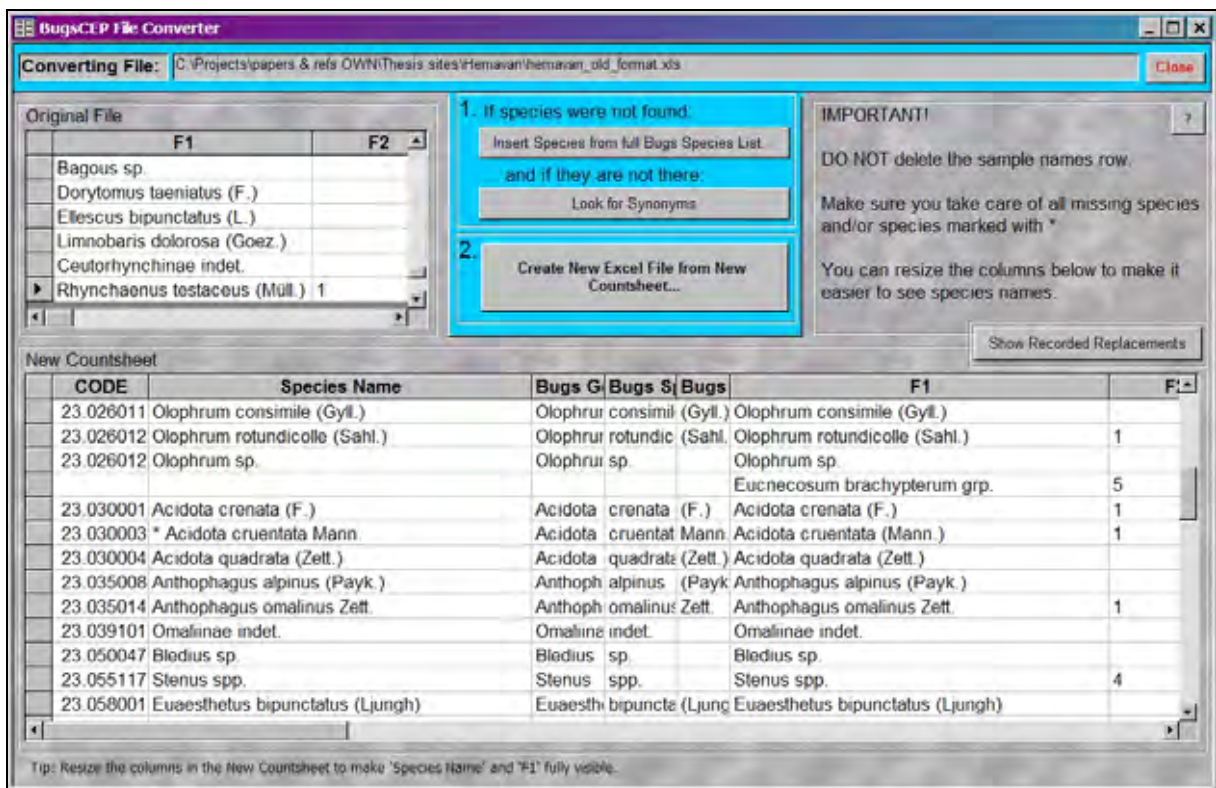 BugsCEP File Converter
Converting File: C:\Projects\papers & refs OWN\Thesis sites\Hemavan\hemavan_old_format.xls Close
Original File
F1 F2
Bagous sp.
Dorytomus taeniatus (F.)
Ellescus bipunctatus (L.)
Limnobaris dolorosa (Goez.)
Ceutorhynchinae indet.
Rhynchaenus testaceus (Müll.) 1
1. If species were not found:
Insert Species from full Bugs Species List
and if they are not there:
Look for Synonyms
2. Create New Excel File from New
Countsheet...
IMPORTANT! ?
DO NOT delete the sample names row.
Make sure you take care of all missing species
and/or species marked with *
You can resize the columns below to make it
easier to see species names.
Show Recorded Replacements
New Countsheet
CODE Species Name Bugs G Bugs S Bugs F1
23.026011 Olophrum consimile (Gyll.) Olophru consimil (Gyll.) Olophrum consimile (Gyll.)
23.026012 Olophrum rotundicolle (Sahl.) Olophru rotundic (Sahl. Olophrum rotundicolle (Sahl.) 1
23.026012 Olophrum sp. Olophru sp. Olophrum sp.
Eucnecosum brachypterum grp. 5
23.030001 Acidota crenata (F.) Acidota crenata (F.) Acidota crenata (F.) 1
23.030003 * Acidota cruentata Mann. Acidota cruentat Mann. Acidota cruentata (Mann.) 1
23.030004 Acidota quadrata (Zett.) Acidota quadrata (Zett.) Acidota quadrata (Zett.)
23.035008 Anthophagus alpinus (Payk.) Anthoph alpinus (Payk Anthophagus alpinus (Payk.)
23.035014 Anthophagus omalinus Zett. Anthoph omalinus Zett. Anthophagus omalinus Zett. 1
23.039101 Omaliinae indet. Omaliina indet. Omaliinae indet.
23.050047 Bledius sp. Bledius sp. Bledius sp.
23.055117 Stenus spp. Stenus spp. Stenus spp. 4
23.058001 Euaesthetus bipunctatus (Ljungh) Euaesth bipuncta (Ljung Euaesthetus bipunctatus (Ljungh)
Tip: Resize the columns in the New Countsheet to make 'Species Name' and 'F1' fully visible.